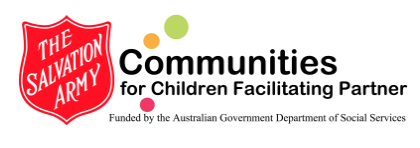 THE
SALVATION
ARMY
Communities
for Children Facilitating Partner
Funded by the Australian Government Department of Social Services